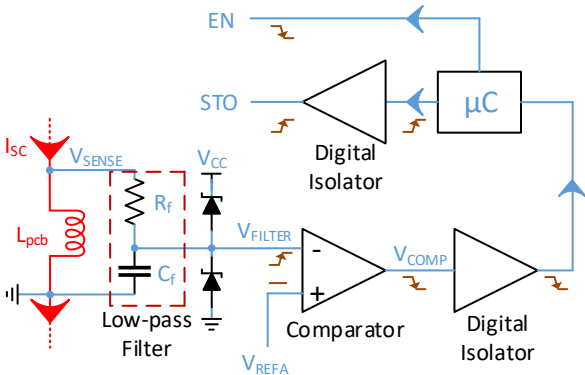 EN
STO
µC
Digital
Isolator
I_SC
V_SENSE
V_CC
R_f
L_pcb
V_FILTER
C_f
-
+
V_COMP
Low-pass
Filter
Comparator
Digital
Isolator
V_REFA